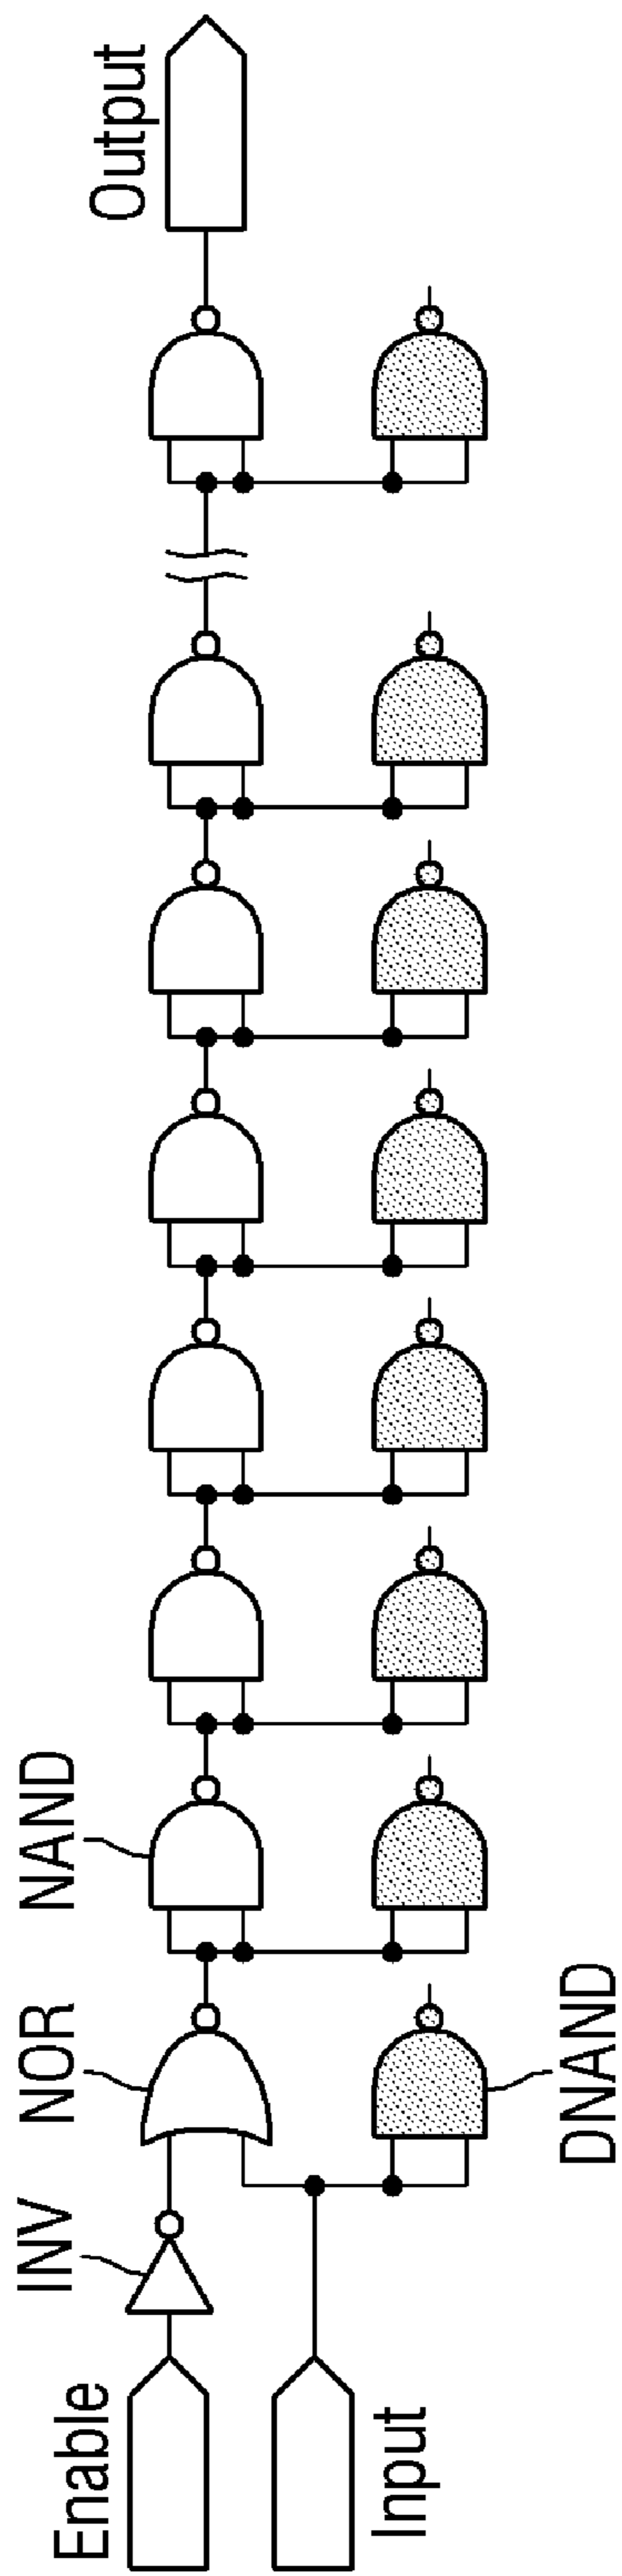 Enable
Input
INV
NOR
NAND
DNAND
Output